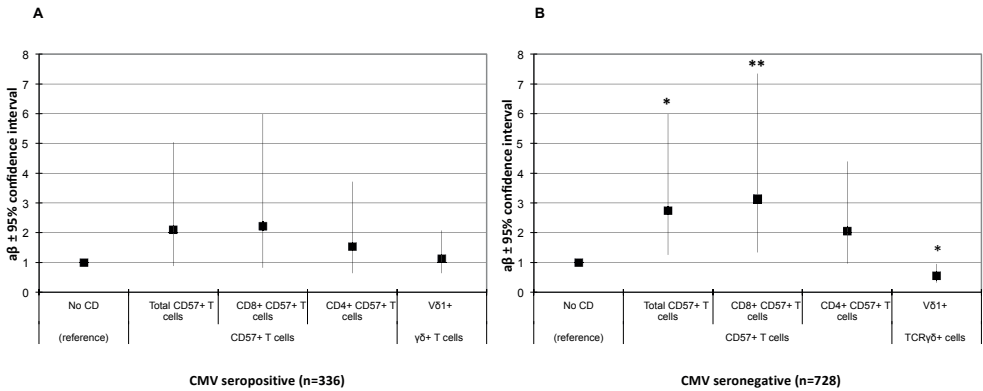 A
aβ ± 95% confidence interval
8
7
6
5
4
3
2
1
0
No CD
Total CD57+ T
cells
CD8+ CD57+ T
cells
CD4+ CD57+ T
cells
Vδ1+
(reference)
CD57+ T cells
γδ+ T cells
CMV seropositive (n=336)
B
aβ ± 95% confidence interval
8
7
6
5
4
3
2
1
0
*
**
*
No CD
Total CD57+ T
cells
CD8+ CD57+ T
cells
CD4+ CD57+ T
cells
Vδ1+
(reference)
CD57+ T cells
TCRγδ+ cells
CMV seronegative (n=728)